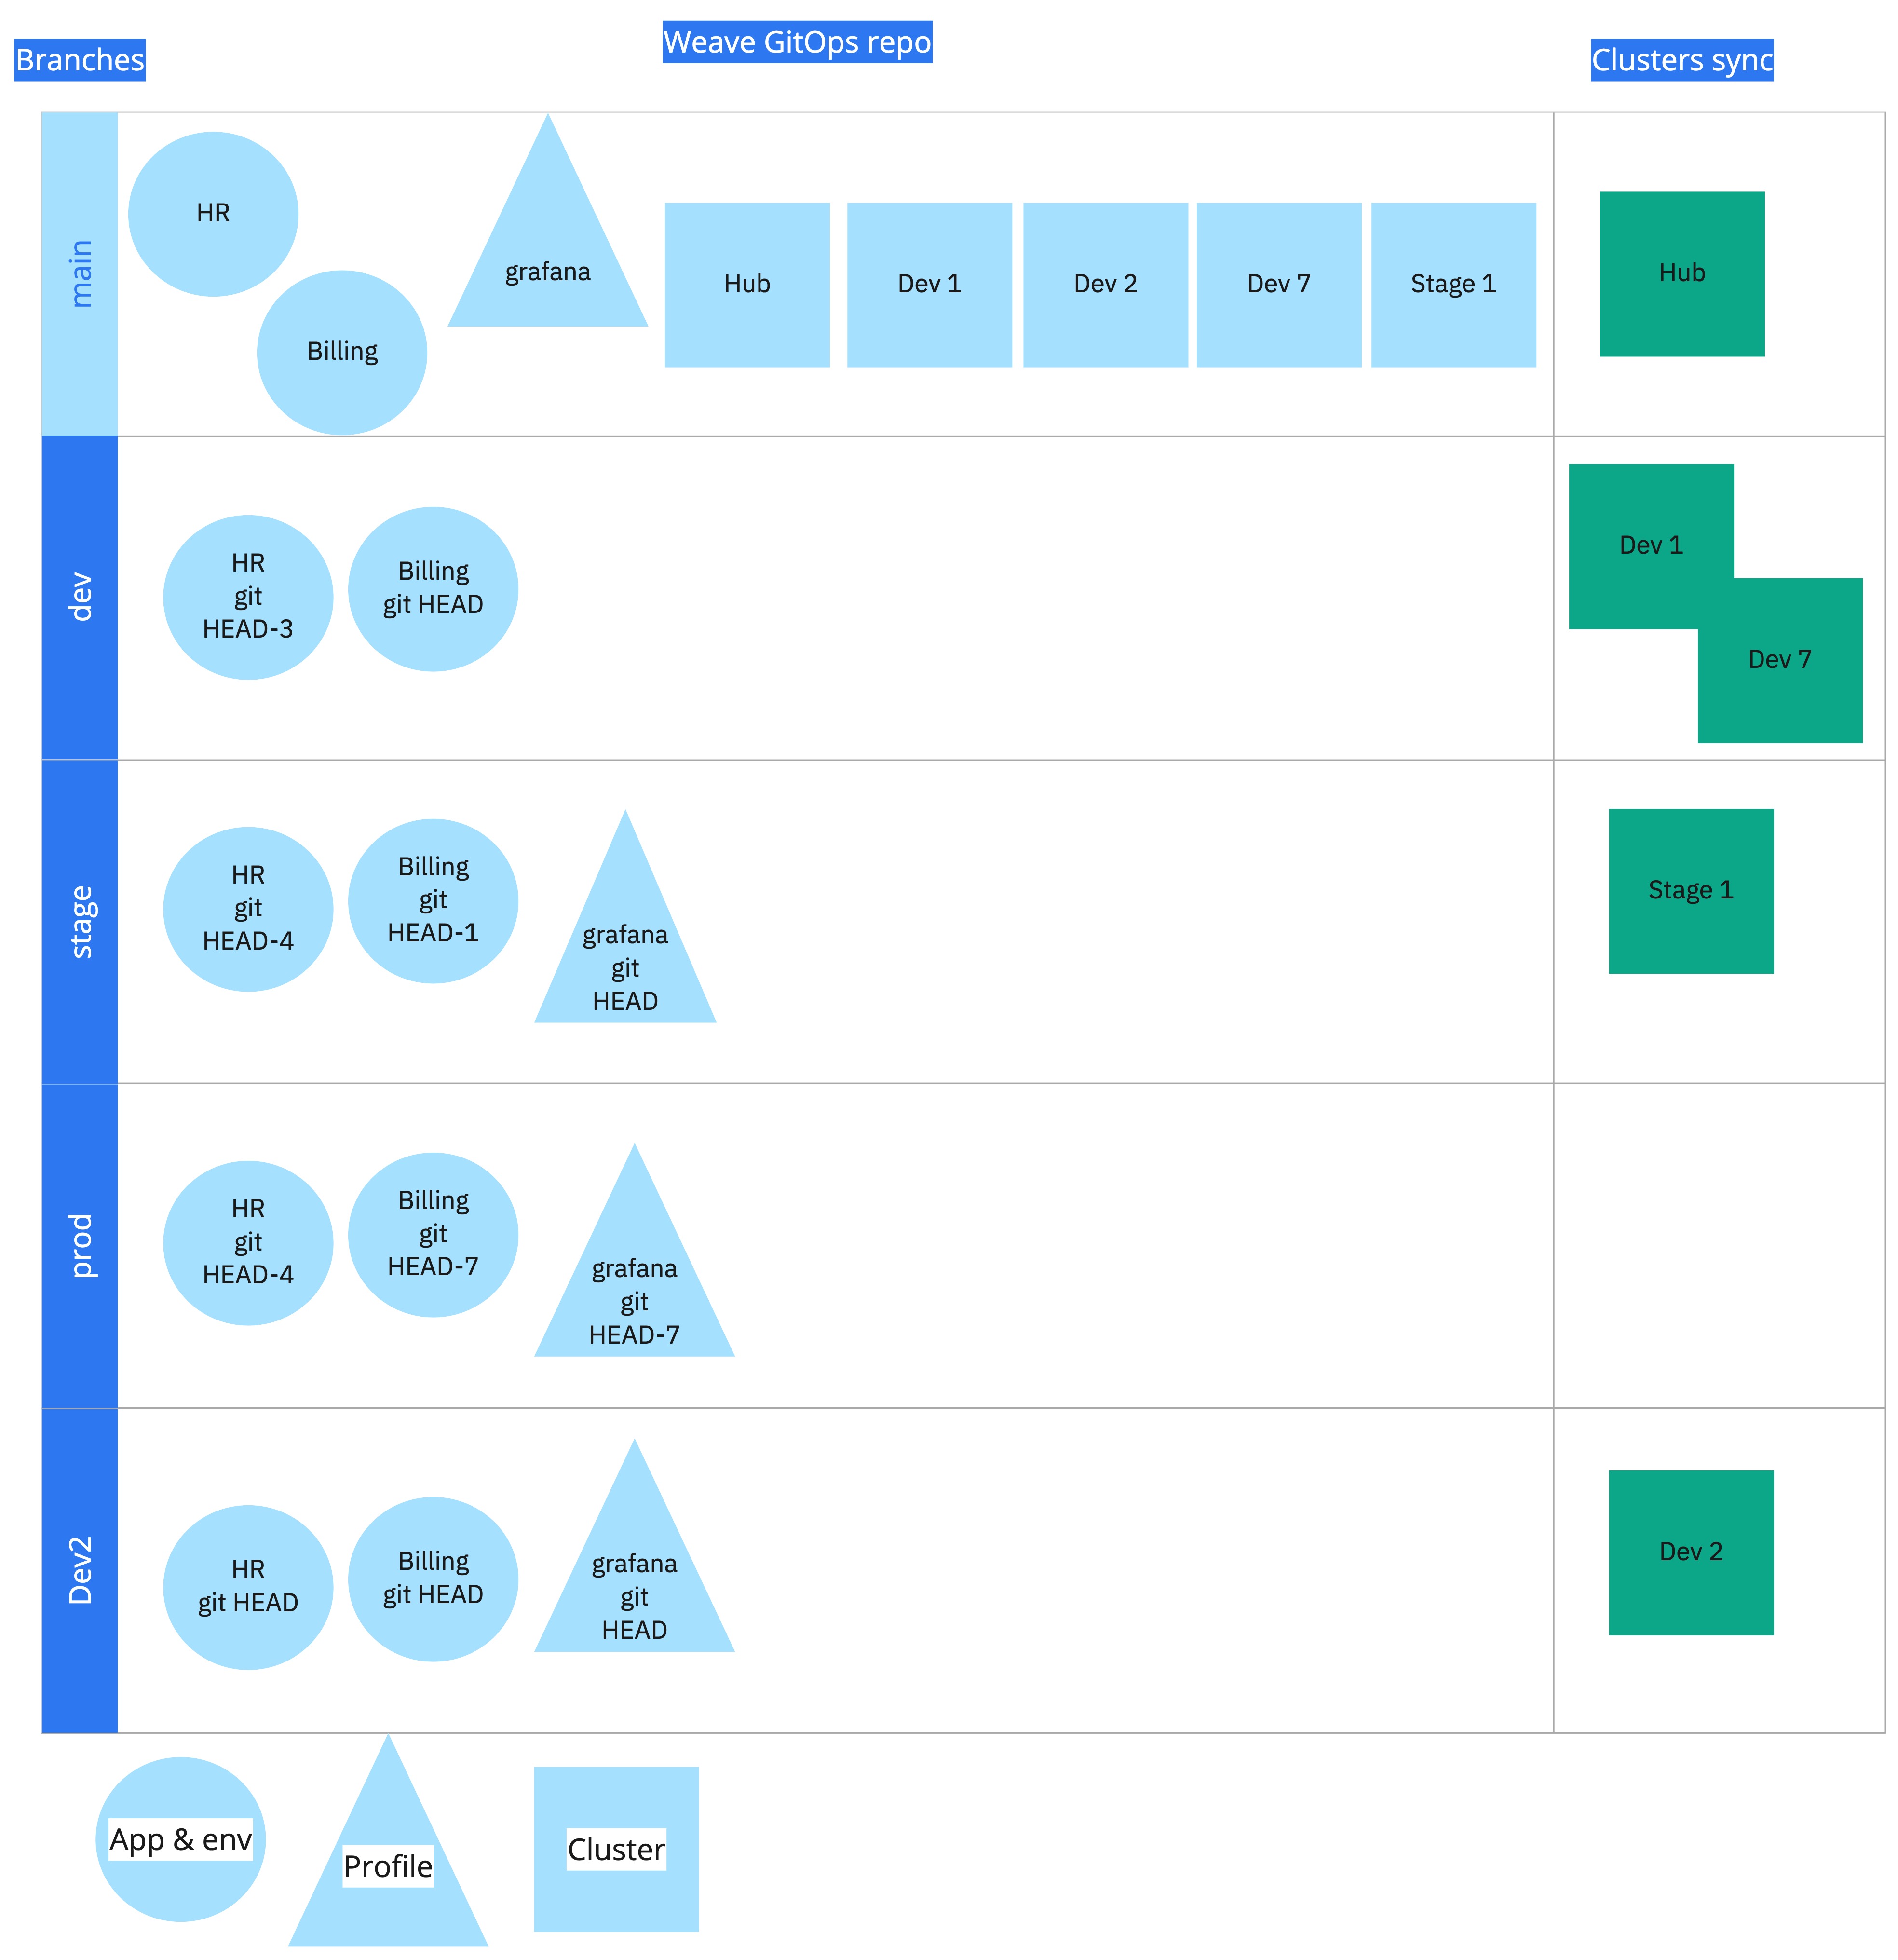 Branches
Weave GitOps repo
Clusters sync
main
HR
Billing
grafana
Hub
Dev 1
Dev 2
Dev 7
Stage 1
Hub
dev
HR
git
HEAD-3
Billing
git HEAD
Dev 1
Dev 7
stage
HR
git
HEAD-4
Billing
git
HEAD-1
grafana
git
HEAD
Stage 1
prod
HR
git
HEAD-4
Billing
git
HEAD-7
grafana
git
HEAD-7
Dev2
HR
git HEAD
Billing
git HEAD
grafana
git
HEAD
Dev 2
App & env
Profile
Cluster